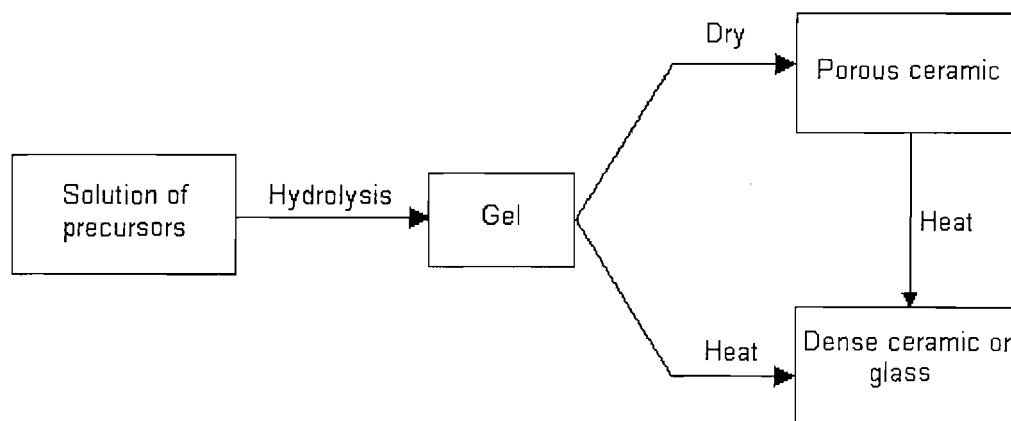 Dry
Porous ceramic
Solution of
precursors
Hydrolysis
Gel
Heat
Heat
Dense ceramic or
glass